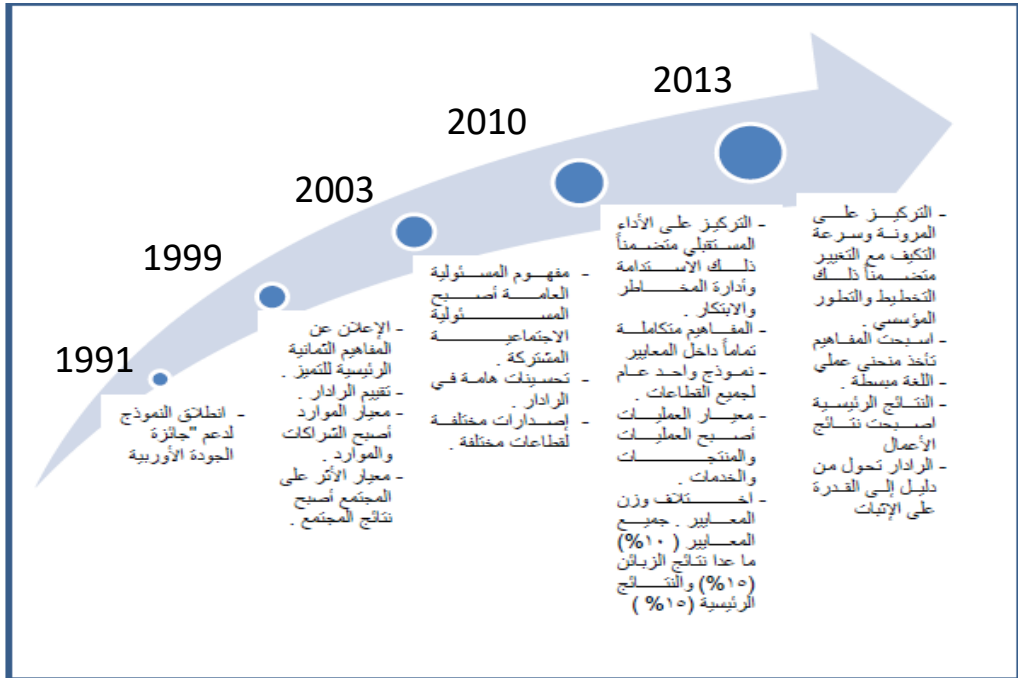 1991
- انطلاق النموذج
لدعم "جائزة
الجودة الأوربية
1999
- الإعلان عن
المفاهيم الثمانية
الرئيسية للتميز .
- تقييم الرادار .
- معيار الموارد
أصبح الشراكات
والموارد .
- معيار الأثر على
المجتمع أصبح
نتائج المجتمع .
2003
- مفهوم المسئولية
العامة أصبح
المسئولية
الاجتماعية
المشتركة .
- تحسينات هامة في
الرادار .
- إصدارات مختلفة
لقطاعات مختلفة .
2010
- التركيز على الأداء
المستقبلي متضمناً
ذلك الاستدامة
وأدارة المخاطر
والابتكار .
- المفاهيم متكاملة
تماماً داخل المعايير
- نموذج واحد عام
لجميع القطاعات .
- معيار العمليات
أصبح العمليات
والمنتجات
والخدمات .
- اختلاف وزن
المعايير . جميع
المعايير ( ١٠%)
ما عدا نتائج الزبائن
(١٥%) والنتائج
الرئيسية (١٥% )
2013
- التركيز على
المرونة وسرعة
التكيف مع التغيير
متضمناً ذلك
التخطيط والتطور
المؤسسي .
- اسبحت المفاهيم
تأخذ منحنى عملي
- اللغة مبسطة .
- النتائج الرئيسية
اصبحت نتائج
الأعمال
- الرادار تحول من
دليل إلى القدرة
على الإثبات